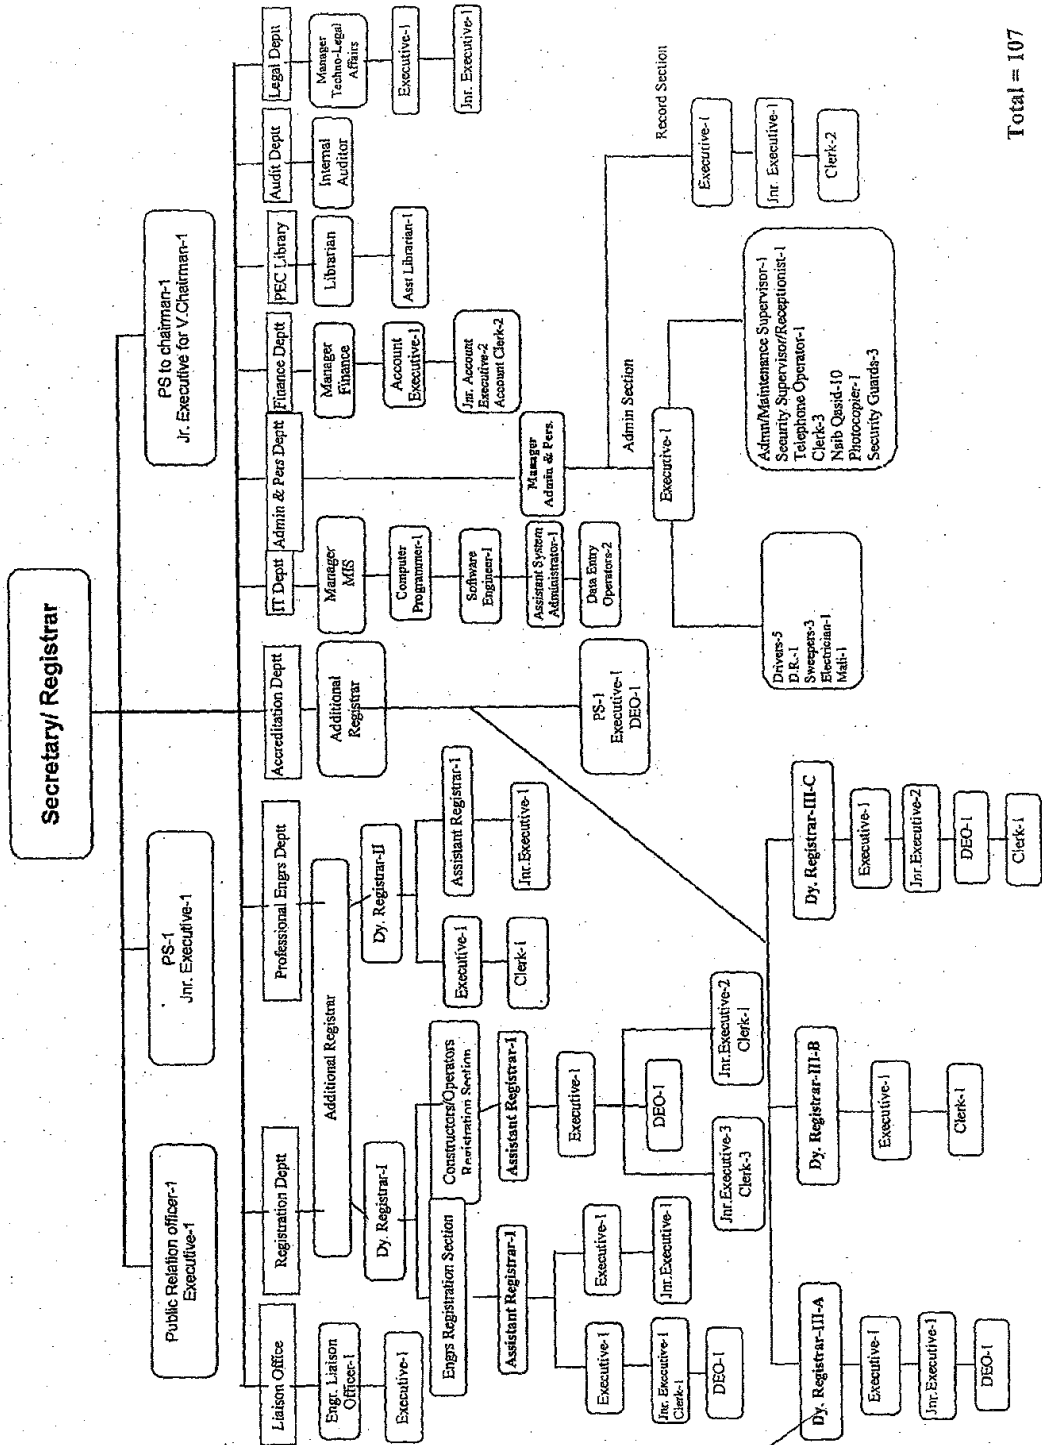 Secretary/ Registrar
Public Relation officer-1
Executive-1
PS-1
Jnr. Executive-1
PS to chairman-1
Jr. Executive for V.Chairman-1
Liaison Office
Registration Deptt
Professional Engrs Deptt
Accreditation Deptt
IT Deptt
Admin & Pers Deptt
Finance Deptt
PEC Library
Audit Deptt
Legal Deptt
Engr. Liaison
Officer-1
Executive-1
Additional Registrar
Dy. Registrar-I
Engrs Registration Section
Assistant Registrar-1
Executive-1
Jnr. Executive-1
Clerk-1
DEO-1
Executive-1
Jnr.Executive-1
Constructors/Operators
Registration Section
Assistant Registrar-1
Executive-1
Jnr.Executive-3
Clerk-3
DEO-1
Jnr.Executive-2
Clerk-1
Dy. Registrar-II
Executive-1
Clerk-1
Assistant Registrar-1
Jnr.Executive-1
Additional
Registrar
PS-1
Executive-1
DEO-1
Dy. Registrar-III-A
Executive-1
Jnr.Executive-1
DEO-1
Dy. Registrar-III-B
Executive-1
Clerk-1
Dy. Registrar-III-C
Executive-1
Jnr.Executive-2
DEO-1
Clerk-1
Manager
MIS
Computer
Programmer-1
Software
Engineer-1
Assistant System
Administrator-1
Data Entry
Operators-2
Manager
Admin & Pers.
Admin Section
Executive-1
Drivers-5
D.R.-1
Sweepers-3
Electrician-1
Mali-1
Admn/Maintenance Supervisor-1
Security Supervisor/Receptionist-1
Telephone Operator-1
Clerk-3
Naib Qasid-10
Photocopier-1
Security Guards-3
Record Section
Executive-1
Jnr. Executive-1
Clerk-2
Manager
Finance
Account
Executive-1
Jnr. Account
Executive-2
Account Clerk-2
Librarian
Asst Librarian-1
Internal
Auditor
Manager
Techno-Legal
Affairs
Executive-1
Jnr. Executive-1
Total = 107